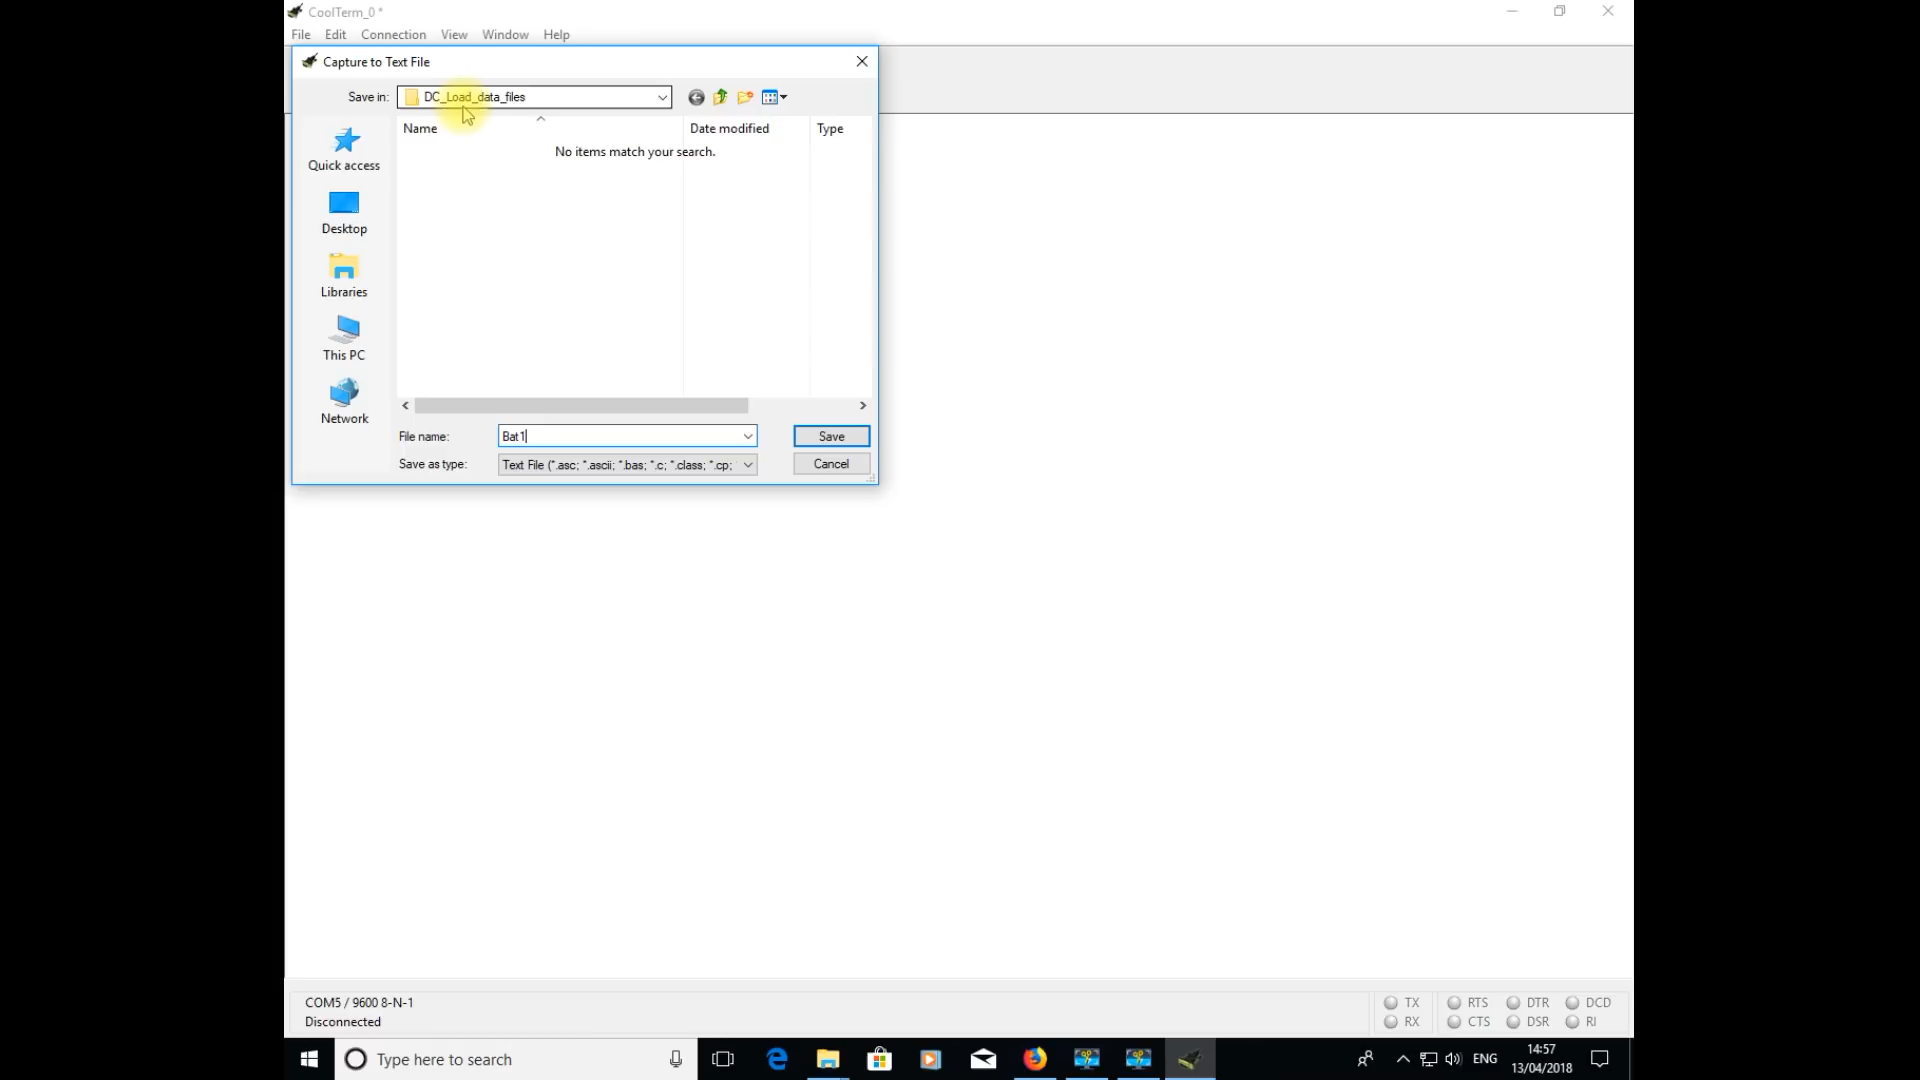 CoolTerm_0 *
File Edit Connection View Window Help
Capture to Text File
Save in: DC_Load_data_files
Name Date modified Type
No items match your search.
Quick access
Desktop
Libraries
This PC
Network
File name: Bat1
Save
Save as type: Text File (*.asc; *.ascii; *.bas; *.c; *.class; *.cp;
Cancel
COM5 / 9600 8-N-1
Disconnected
TX RTS DTR DCD
RX CTS DSR RI
Type here to search
ENG
14:57
13/04/2018